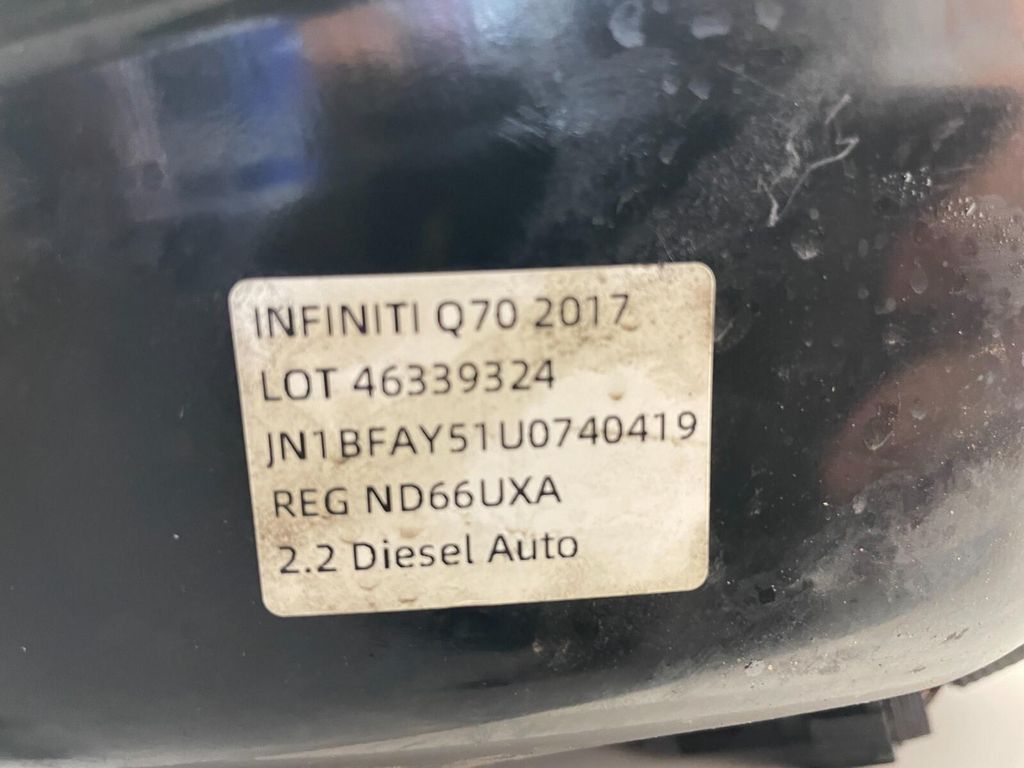 INFINITI Q70 2017
LOT 46339324
JN1BFAY51U0740419
REG ND66UXA
2.2 Diesel Auto